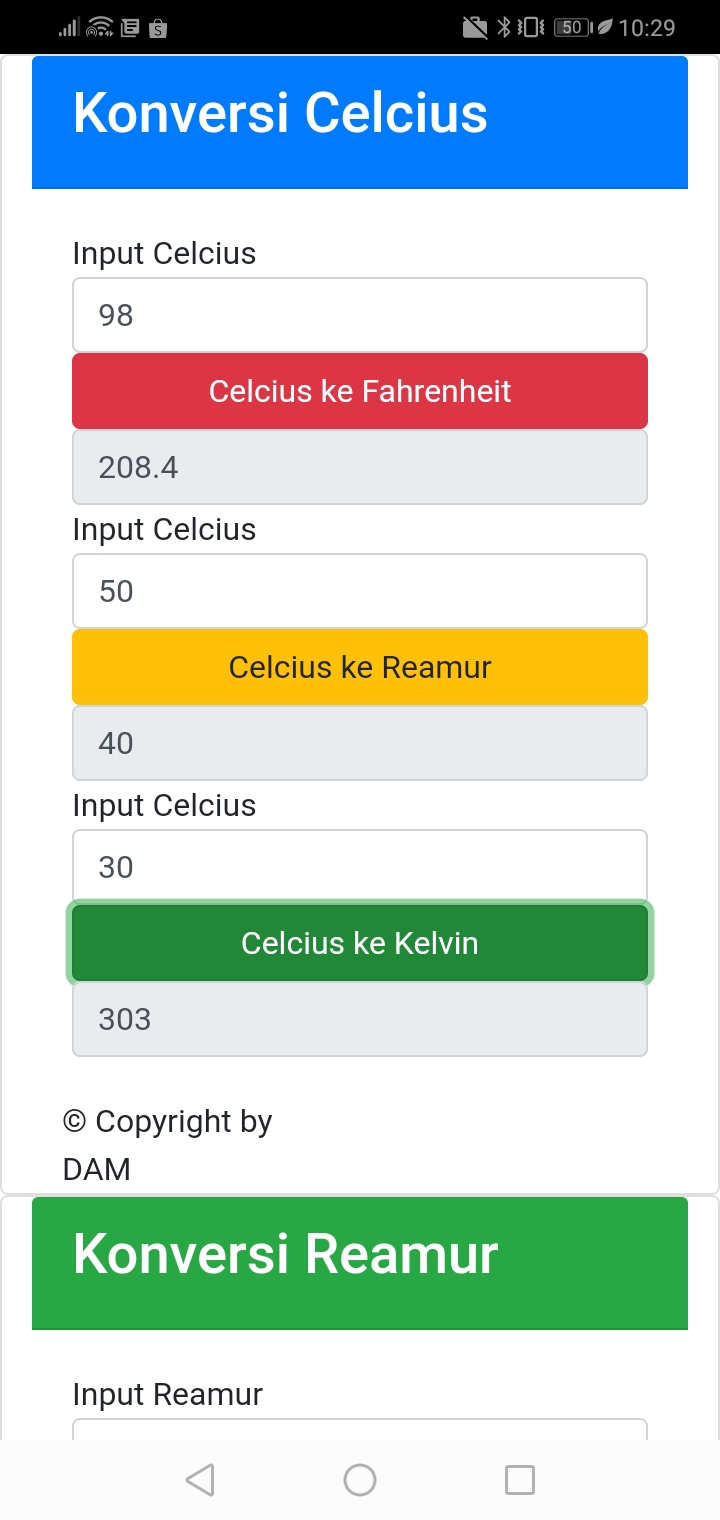 50 10:29
Konversi Celcius
Input Celcius
98
Celcius ke Fahrenheit
208.4
Input Celcius
50
Celcius ke Reamur
40
Input Celcius
30
Celcius ke Kelvin
303
© Copyright by
DAM
Konversi Reamur
Input Reamur